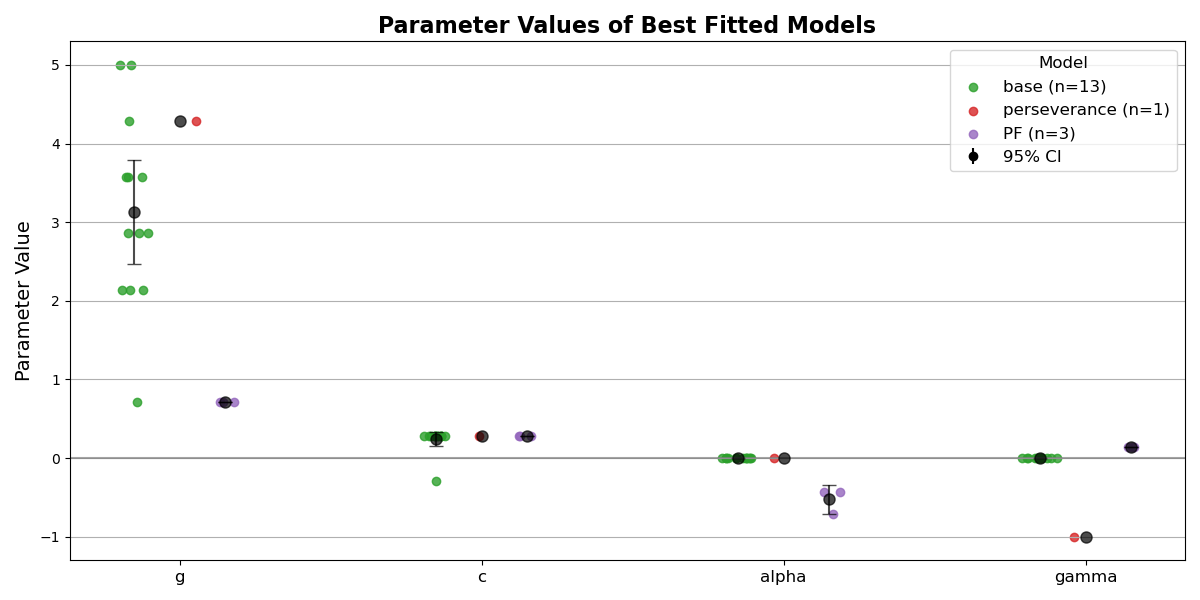 Parameter Values of Best Fitted Models
Parameter Value
5
4
3
2
1
0
−1
g
c
alpha
gamma
Model
base (n=13)
perseverance (n=1)
PF (n=3)
95% CI